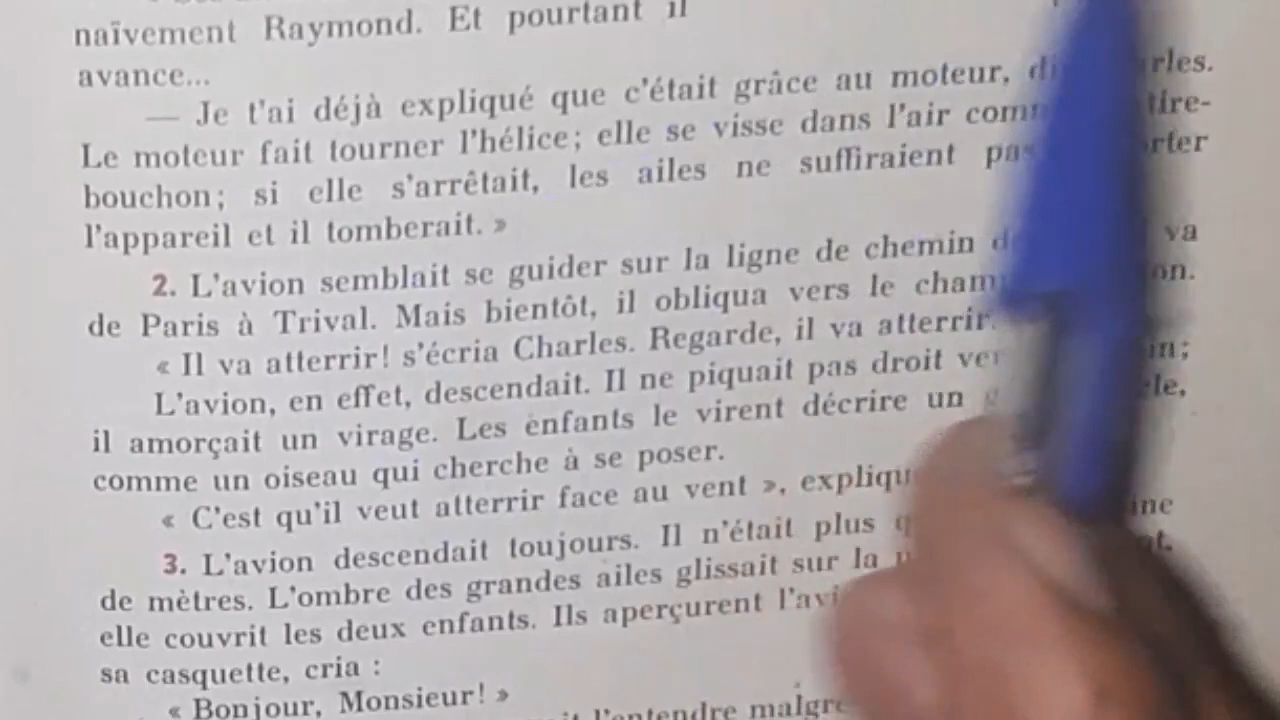 naïvement Raymond. Et pourtant il
avance...
— Je t'ai déjà expliqué que c'était grâce au moteur,
Le moteur fait tourner l'hélice; elle se visse dans l'air tire-
bouchon; si elle s'arrêtait, les ailes ne suffiraient
l'appareil et il tomberait. »
2. L'avion semblait se guider sur la ligne de chemin va
de Paris à Trival. Mais bientôt, il obliqua vers le
« Il va atterrir! s'écria Charles. Regarde, il va atterrir.
L'avion, en effet, descendait. Il ne piquait pas droit
il amorçait un virage. Les enfants le virent décrire un
comme un oiseau qui cherche à se poser.
« C'est qu'il veut atterrir face au vent »,
3. L'avion descendait toujours. Il n'était plus
de mètres. L'ombre des grandes ailes glissait sur la
elle couvrit les deux enfants. Ils aperçurent
sa casquette, cria :
« Bonjour, Monsieur! »
l'entendre